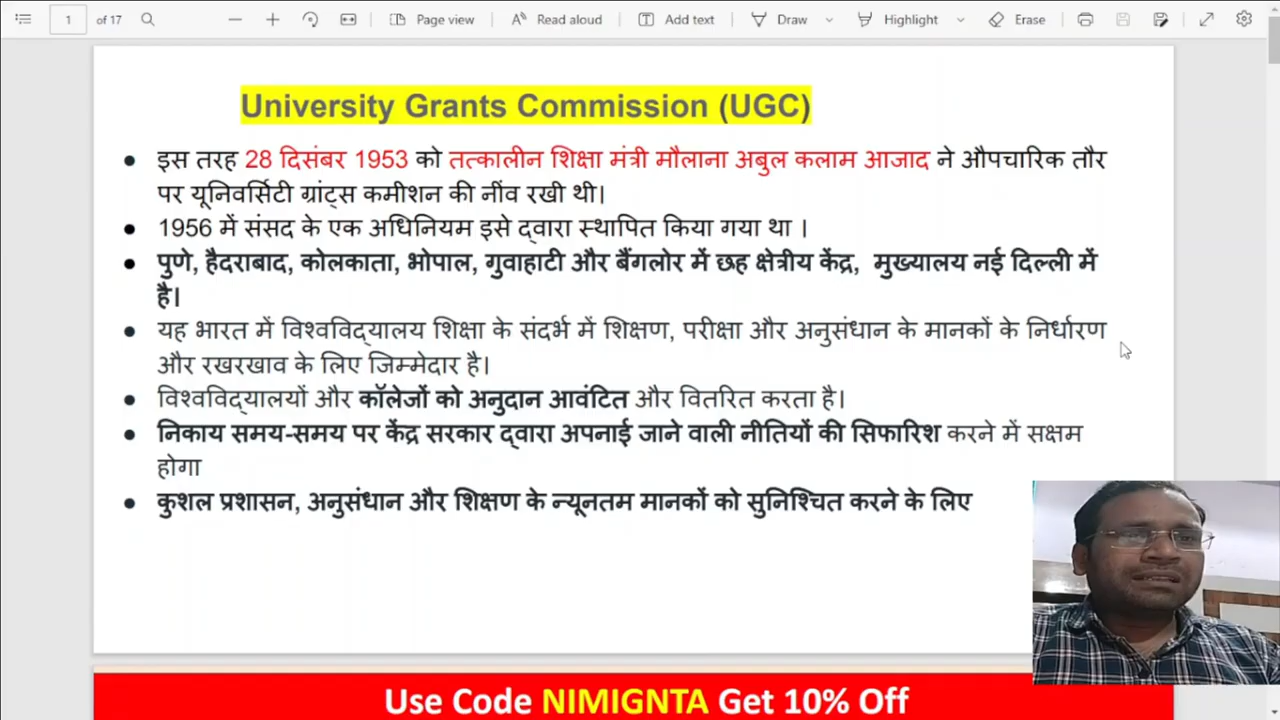 1 of 17 Page view Read aloud Add text Draw Highlight Erase
University Grants Commission (UGC)
• इस तरह 28 दिसंबर 1953 को तत्कालीन शिक्षा मंत्री मौलाना अबुल कलाम आजाद ने औपचारिक तौर
पर यूनिवर्सिटी ग्रांट्स कमीशन की नींव रखी थी।
• 1956 में संसद के एक अधिनियम इसे द्वारा स्थापित किया गया था ।
• पुणे, हैदराबाद, कोलकाता, भोपाल, गुवाहाटी और बैंगलोर में छह क्षेत्रीय केंद्र, मुख्यालय नई दिल्ली में
है।
• यह भारत में विश्वविद्यालय शिक्षा के संदर्भ में शिक्षण, परीक्षा और अनुसंधान के मानकों के निर्धारण
और रखरखाव के लिए जिम्मेदार है।
• विश्वविद्यालयों और कॉलेजों को अनुदान आवंटित और वितरित करता है।
• निकाय समय-समय पर केंद्र सरकार द्वारा अपनाई जाने वाली नीतियों की सिफारिश करने में सक्षम
होगा
• कुशल प्रशासन, अनुसंधान और शिक्षण के न्यूनतम मानकों को सुनिश्चित करने के लिए
Use Code NIMIGNTA Get 10% Off